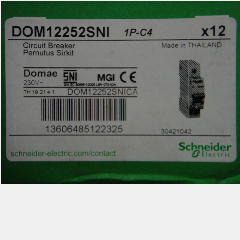 DOM12252SNI 1P-C4 x12
Circuit Breaker
Pemutus Sirkit
Made in THAILAND
Domae
230V~
SNI
MGI CE
DOM12252SNICA
13606485122325
30421042
schneider-electric.com/contact
Schneider
Electric